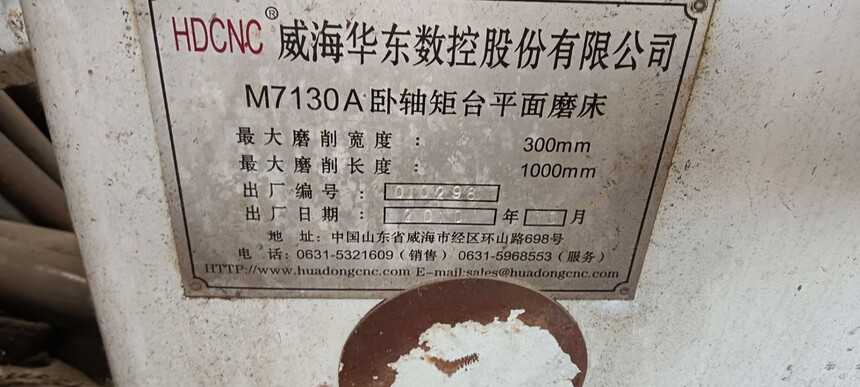 HDCNC® 威海华东数控股份有限公司
M7130A卧轴矩台平面磨床
最大磨削宽度： 300mm
最大磨削长度： 1000mm
出厂编号： 010298
出厂日期： 年 月
地 址：中国山东省威海市经区环山路698号
电 话：0631-5321609（销售）0631-5968553（服务）
HTTP://www.huadongcnc.com E-mail:sales@huadongcnc.com